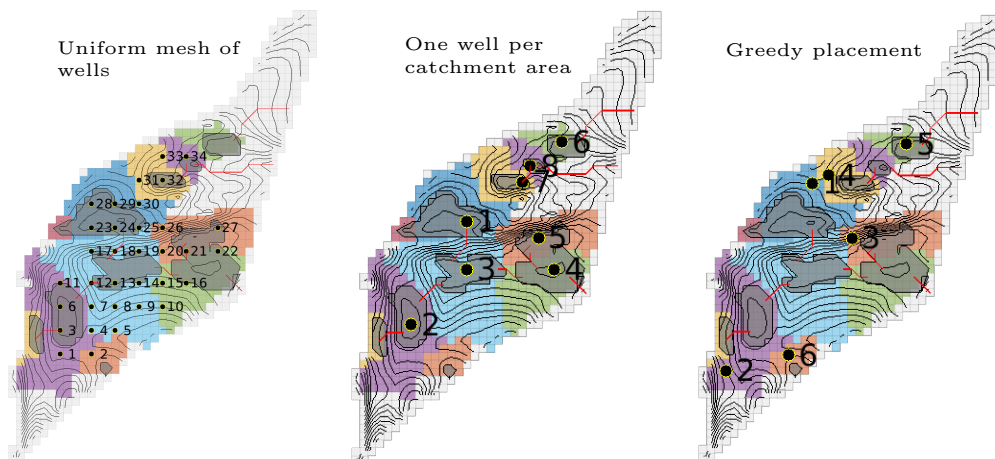 Uniform mesh of
wells
33 34
31 32
28 29 30
23 24 25 26 27
17 18 19 20 21 22
11 12 13 14 15 16
6 7 8 9 10
3 4 5
1 2
One well per
catchment area
6
8
7
1
5
3 4
2
Greedy placement
5
1 4
3
6
2